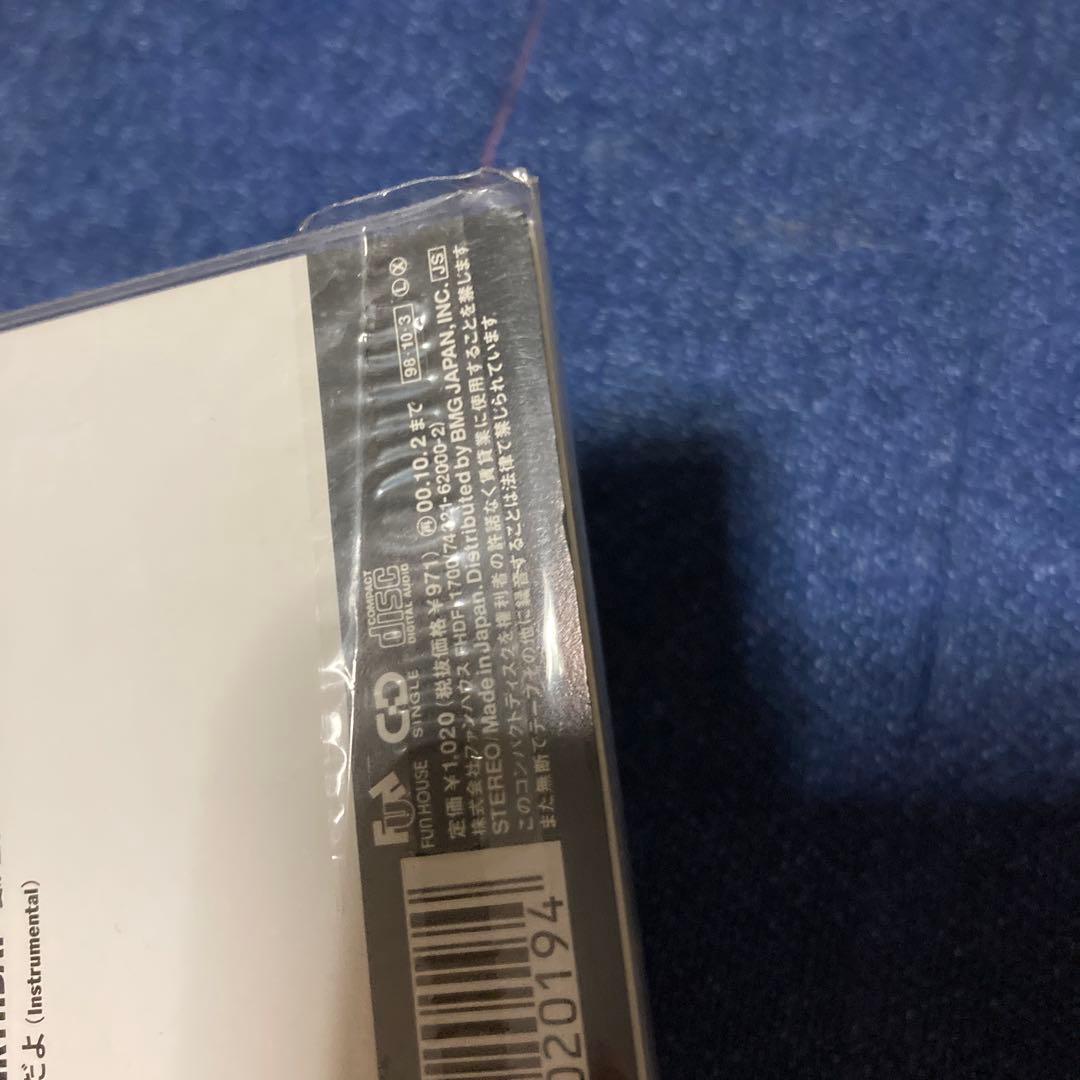 FUN HOUSE
CD SINGLE
COMPACT disc DIGITAL AUDIO
定価 ¥1,020 (税抜価格 ¥971) 再 00.10.2まで 98・10・3 L X
株式会社ファンハウス FHDF-1700(74321-62000-2)
STEREO/Made in Japan. Distributed by BMG JAPAN, INC. JS
このコンパクトディスクを権利者の許諾なく賃貸業に使用することを禁じます
また無断でテープその他に録音することは法律で禁じられています
020194
だよ (Instrumental)